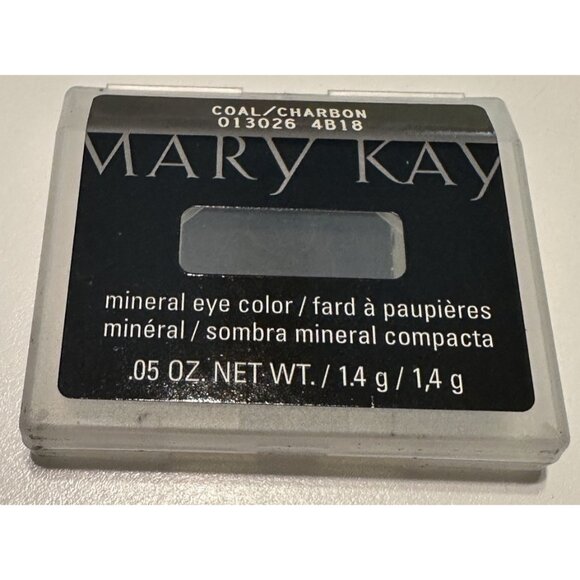 COAL/CHARBON
013026 4B18
MARY KAY
mineral eye color / fard à paupières
minéral / sombra mineral compacta
.05 OZ. NET WT. / 1.4 g / 1,4 g